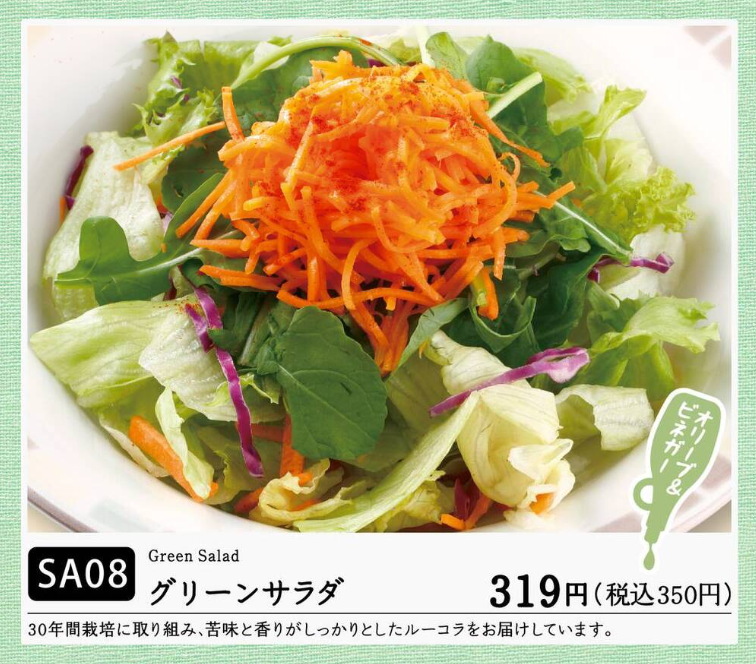 オリーブ&
ビネガー
SA08
Green Salad
グリーンサラダ
319円(税込350円)
30年間栽培に取り組み、苦味と香りがしっかりとしたルーコラをお届けしています。